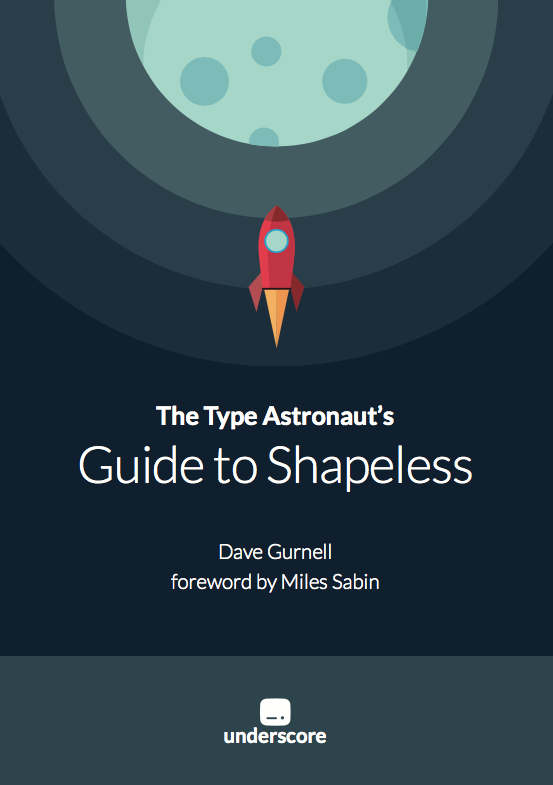 The Type Astronaut’s
Guide to Shapeless
Dave Gurnell
foreword by Miles Sabin
underscore